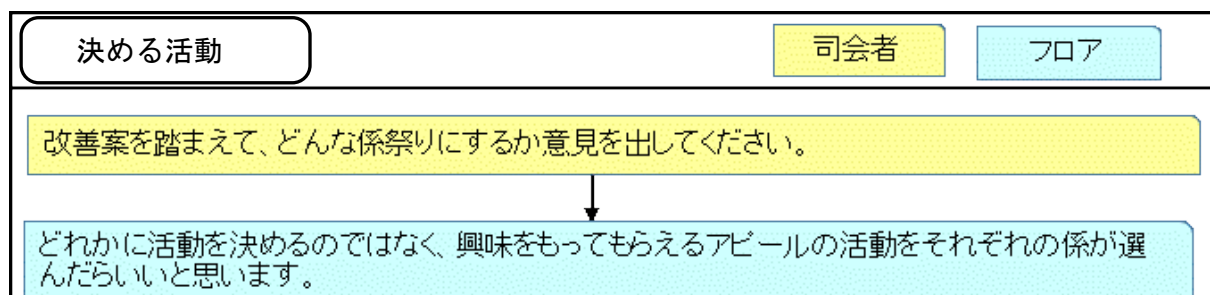 決める活動
司会者
フロア
改善案を踏まえて、どんな係祭りにするか意見を出してください。
どれかに活動を決めるのではなく、興味をもってもらえるアピールの活動をそれぞれの係が選
んだらいいと思います。